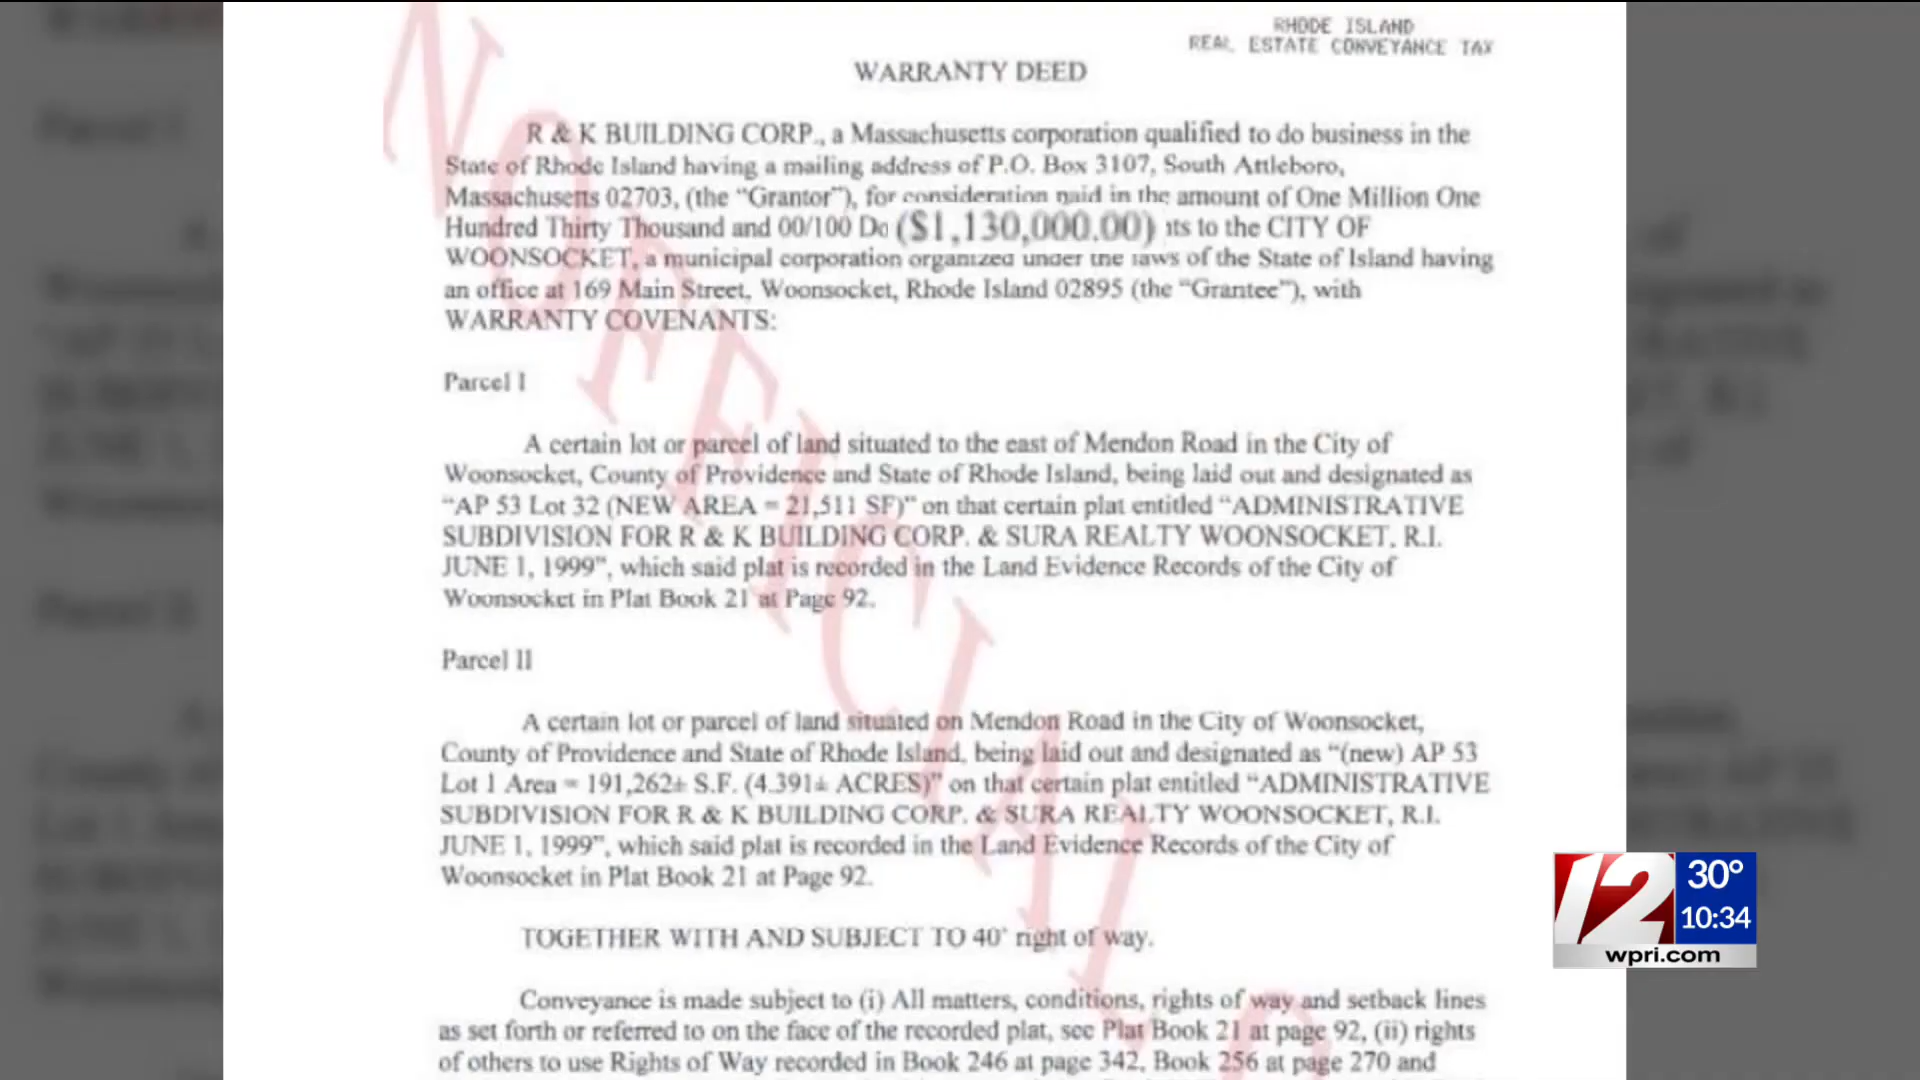 RHODE ISLAND
REAL ESTATE CONVEYANCE TAX
WARRANTY DEED
R & K BUILDING CORP., a Massachusetts corporation qualified to do business in the
State of Rhode Island having a mailing address of P.O. Box 3107, South Attleboro,
Massachusetts 02703, (the “Grantor”), for consideration paid in the amount of One Million One
Hundred Thirty Thousand and 00/100 Do ($1,130,000.00) nts to the CITY OF
WOONSOCKET, a municipal corporation organized under the laws of the State of Island having
an office at 169 Main Street, Woonsocket, Rhode Island 02895 (the “Grantee”), with
WARRANTY COVENANTS:
Parcel I
A certain lot or parcel of land situated to the east of Mendon Road in the City of
Woonsocket, County of Providence and State of Rhode Island, being laid out and designated as
“AP 53 Lot 32 (NEW AREA = 21,511 SF)” on that certain plat entitled “ADMINISTRATIVE
SUBDIVISION FOR R & K BUILDING CORP. & SURA REALTY WOONSOCKET, R.I.
JUNE 1, 1999”, which said plat is recorded in the Land Evidence Records of the City of
Woonsocket in Plat Book 21 at Page 92.
Parcel II
A certain lot or parcel of land situated on Mendon Road in the City of Woonsocket,
County of Providence and State of Rhode Island, being laid out and designated as “(new) AP 53
Lot 1 Area = 191,262± S.F. (4.391± ACRES)” on that certain plat entitled “ADMINISTRATIVE
SUBDIVISION FOR R & K BUILDING CORP. & SURA REALTY WOONSOCKET, R.I.
JUNE 1, 1999”, which said plat is recorded in the Land Evidence Records of the City of
Woonsocket in Plat Book 21 at Page 92.
TOGETHER WITH AND SUBJECT TO 40' right of way.
Conveyance is made subject to (i) All matters, conditions, rights of way and setback lines
as set forth or referred to on the face of the recorded plat, see Plat Book 21 at page 92, (ii) rights
of others to use Rights of Way recorded in Book 246 at page 342, Book 256 at page 270 and
NOFFICIAL
12
30°
10:34
wpri.com